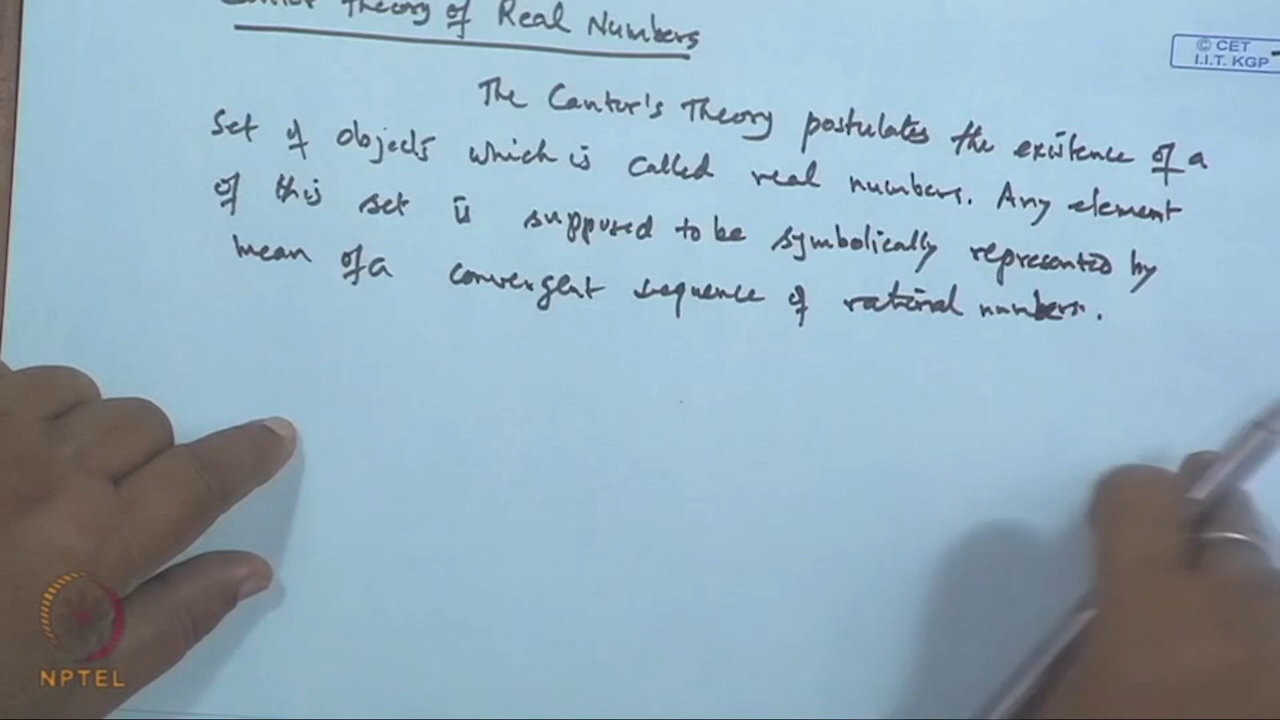 Cantor Theory of Real Numbers
© CET
I.I.T. KGP
The Cantor's Theory postulates the existence of a
set of objects which is called real numbers. Any element
of this set is supposed to be symbolically represented by
mean of a convergent sequence of rational numbers.
NPTEL